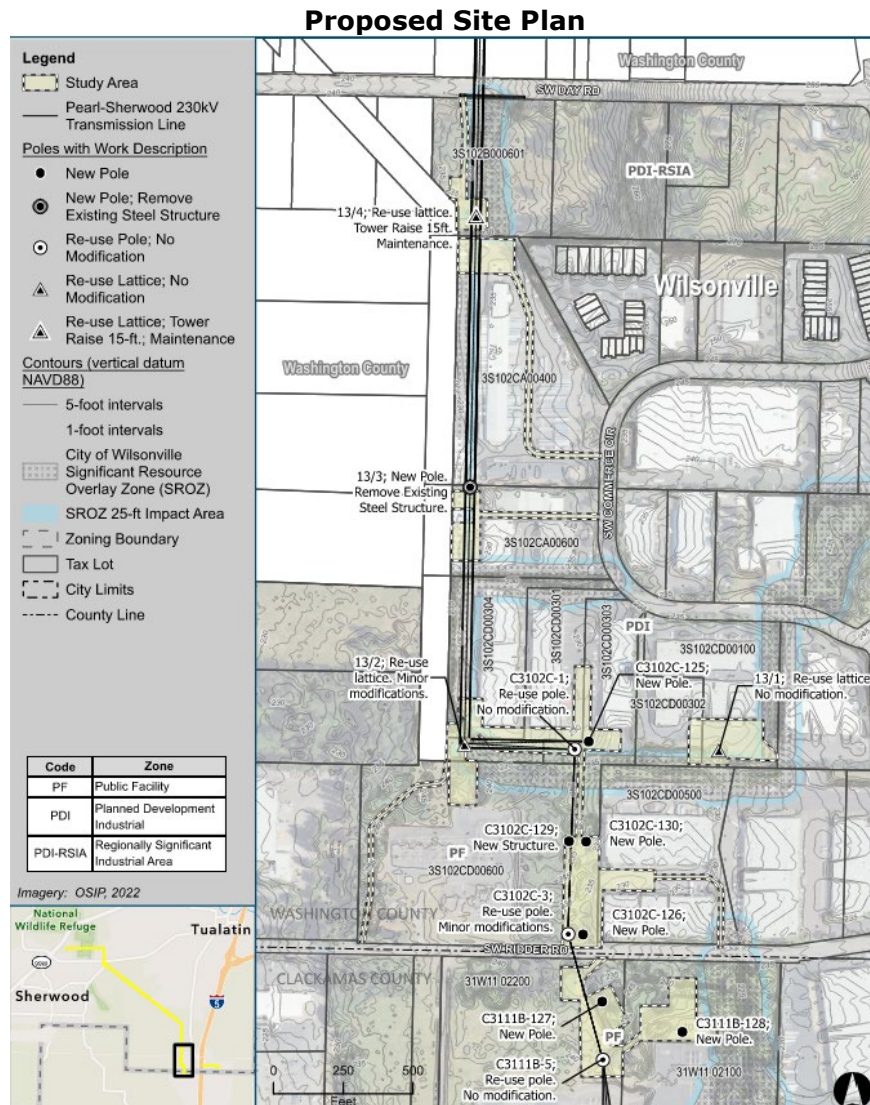 Proposed Site Plan
Legend
Study Area
Pearl-Sherwood 230kV
Transmission Line
Poles with Work Description
New Pole
New Pole; Remove
Existing Steel Structure
Re-use Pole; No
Modification
Re-use Lattice; No
Modification
Re-use Lattice; Tower
Raise 15-ft.; Maintenance
Contours (vertical datum
NAVD88)
5-foot intervals
1-foot intervals
City of Wilsonville
Significant Resource
Overlay Zone (SROZ)
SROZ 25-ft Impact Area
Zoning Boundary
Tax Lot
City Limits
County Line
Code Zone
PF Public Facility
PDI Planned Development
Industrial
PDI-RSIA Regionally Significant
Industrial Area
Imagery: OSIP, 2022
National
Wildlife Refuge
Tualatin
Sherwood
5
Washington County
SW DAY RD
3S102B000601
PDI-RSIA
13/4; Re-use lattice.
Tower Raise 15ft.
Maintenance.
Wilsonville
Washington County
3S102CA00400
SW COMMERCE CIR
13/3; New Pole.
Remove Existing
Steel Structure.
3S102CA00600
3S102CD00304
3S102CD00301
3S102CD00303
PDI
3S102CD00100
13/2; Re-use
lattice. Minor
modifications.
C3102C-1;
Re-use pole.
No modification.
C3102C-125;
New Pole.
13/1; Re-use lattice
No modification.
3S102CD00302
3S102CD00500
C3102C-129;
New Structure.
C3102C-130;
New Pole.
PF
3S102CD00600
C3102C-3;
Re-use pole.
Minor modifications.
C3102C-126;
New Pole.
WASHINGTON COUNTY
SW RIDDER RD
CLACKAMAS COUNTY
31W11 02200
C3111B-127;
New Pole.
PF
C3111B-128;
New Pole.
C3111B-5;
Re-use pole.
No modification.
31W11 02100
0 250 500
Feet